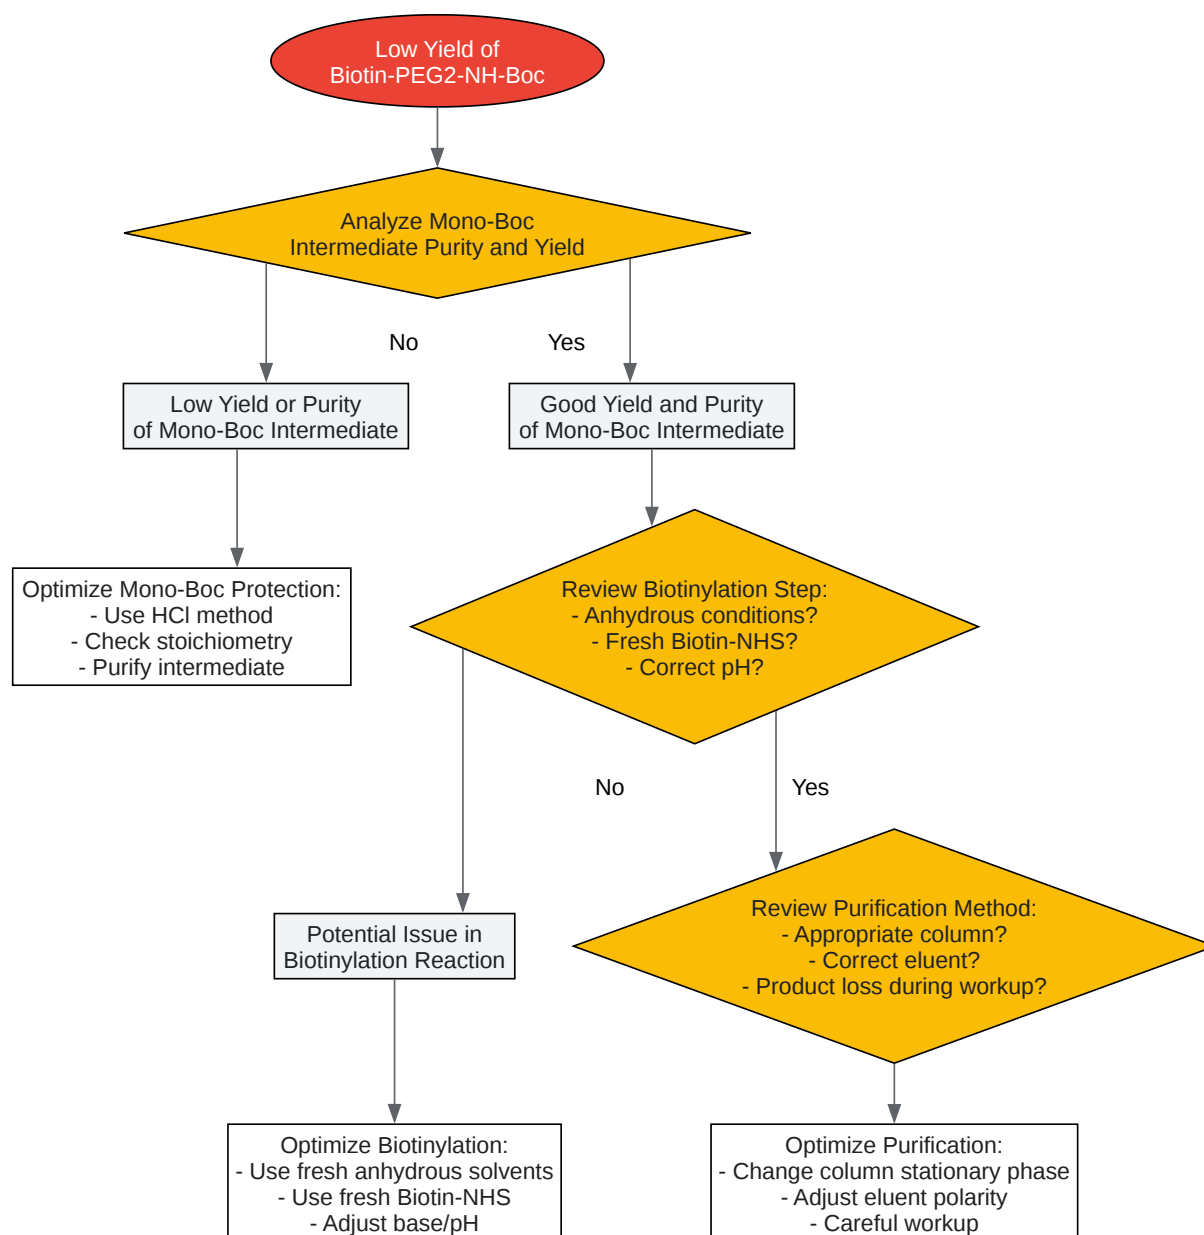 Low Yield of
Biotin-PEG2-NH-Boc
Analyze Mono-Boc
Intermediate Purity and Yield
No
Yes
Low Yield or Purity
of Mono-Boc Intermediate
Good Yield and Purity
of Mono-Boc Intermediate
Optimize Mono-Boc Protection:
- Use HCl method
- Check stoichiometry
- Purify intermediate
Review Biotinylation Step:
- Anhydrous conditions?
- Fresh Biotin-NHS?
- Correct pH?
No
Yes
Potential Issue in
Biotinylation Reaction
Review Purification Method:
- Appropriate column?
- Correct eluent?
- Product loss during workup?
Optimize Biotinylation:
- Use fresh anhydrous solvents
- Use fresh Biotin-NHS
- Adjust base/pH
Optimize Purification:
- Change column stationary phase
- Adjust eluent polarity
- Careful workup